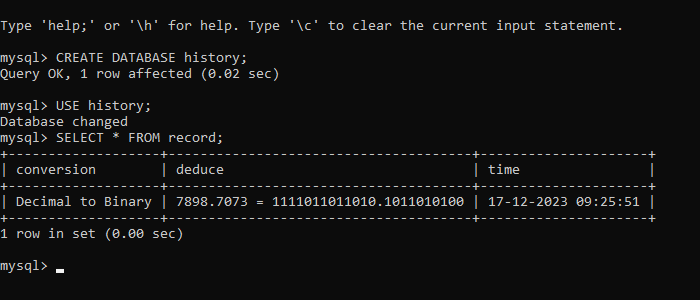 Type 'help;' or '\h' for help. Type '\c' to clear the current input statement.
mysql> CREATE DATABASE history;
Query OK, 1 row affected (0.02 sec)
mysql> USE history;
Database changed
mysql> SELECT * FROM record;
+-------------------+--------------------------------------+---------------------+
| conversion        | deduce                               | time                |
+-------------------+--------------------------------------+---------------------+
| Decimal to Binary | 7898.7073 = 1111011011010.1011010100 | 17-12-2023 09:25:51 |
+-------------------+--------------------------------------+---------------------+
1 row in set (0.00 sec)
mysql>